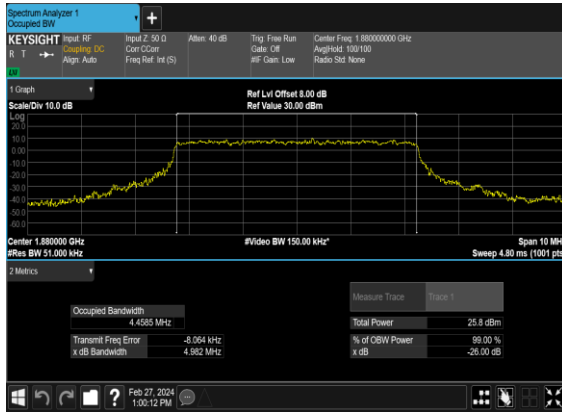 Spectrum Analyzer 1
Occupied BW
+
KEYSIGHT
R T
LW
Input: RF
Coupling: DC
Align: Auto
Input Z: 50 Ω
Corr CCorr
Freq Ref: Int (S)
Atten: 40 dB
Trig: Free Run
Gate: Off
#IF Gain: Low
Center Freq: 1.880000000 GHz
Avg|Hold: 100/100
Radio Std: None
1 Graph
Scale/Div 10.0 dB
Ref Lvl Offset 8.00 dB
Ref Value 30.00 dBm
Log
20.0
10.0
0.00
-10.0
-20.0
-30.0
-40.0
-50.0
-60.0
Center 1.880000 GHz
#Res BW 51.000 kHz
#Video BW 150.00 kHz*
Span 10 MH
Sweep 4.80 ms (1001 pts
2 Metrics
Measure Trace Trace 1
Occupied Bandwidth
4.4585 MHz
Total Power 25.8 dBm
Transmit Freq Error -8.064 kHz
x dB Bandwidth 4.982 MHz
% of OBW Power 99.00 %
x dB -26.00 dB
?
Feb 27, 2024
1:00:12 PM